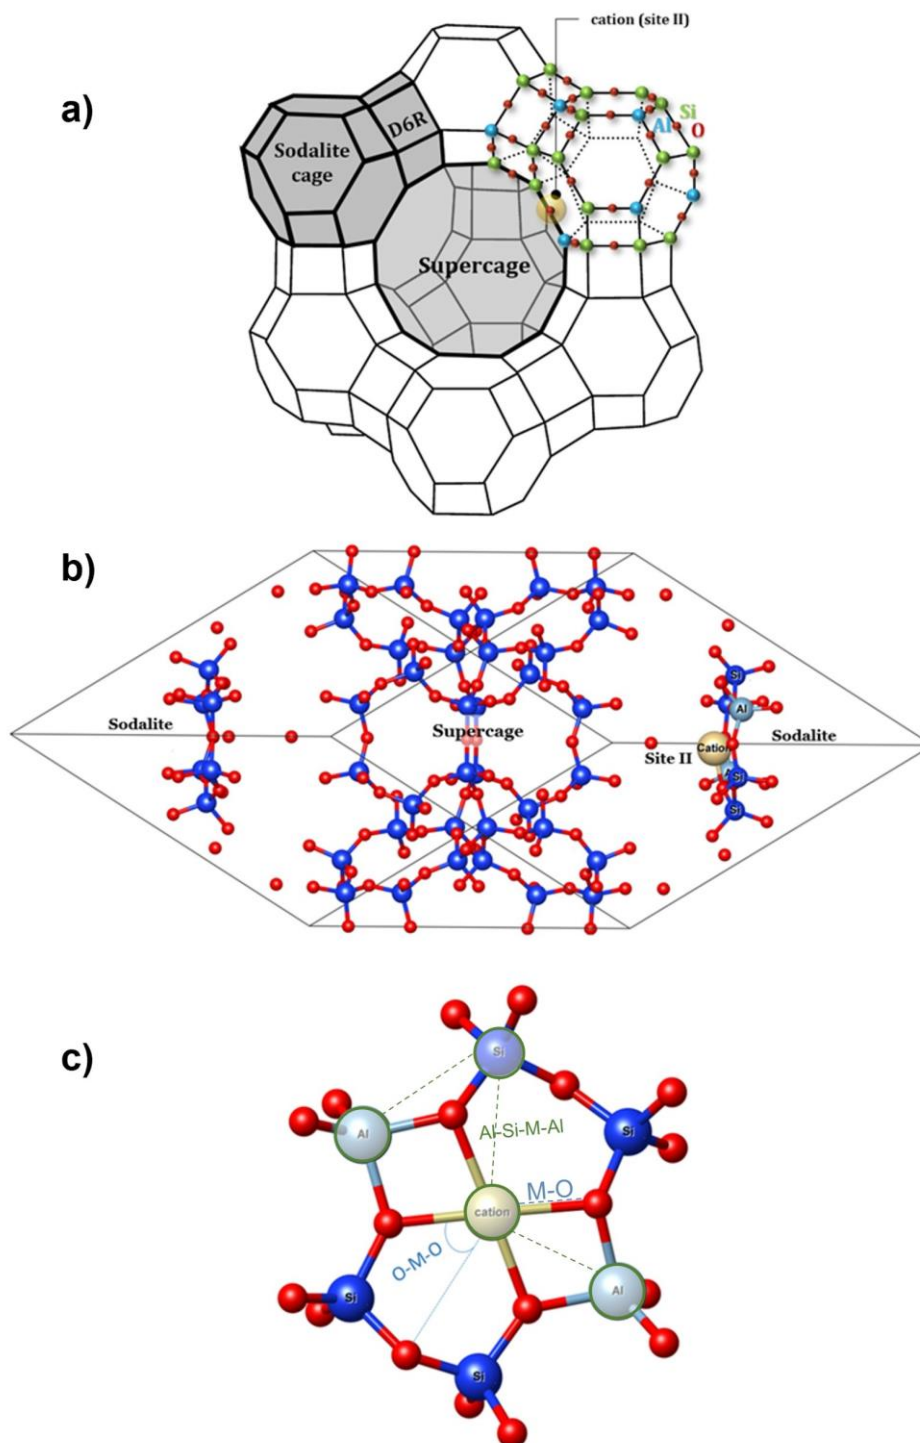 a)
cation (site II)
D6R
Sodalite
cage
Si
Al
O
Supercage
b)
Sodalite
Supercage
Site II
Cation
Sodalite
Si
Al
Si
Si
c)
Si
Al
Si
Al-Si-M-Al
M-O
cation
O-M-O
Si
Al
Si